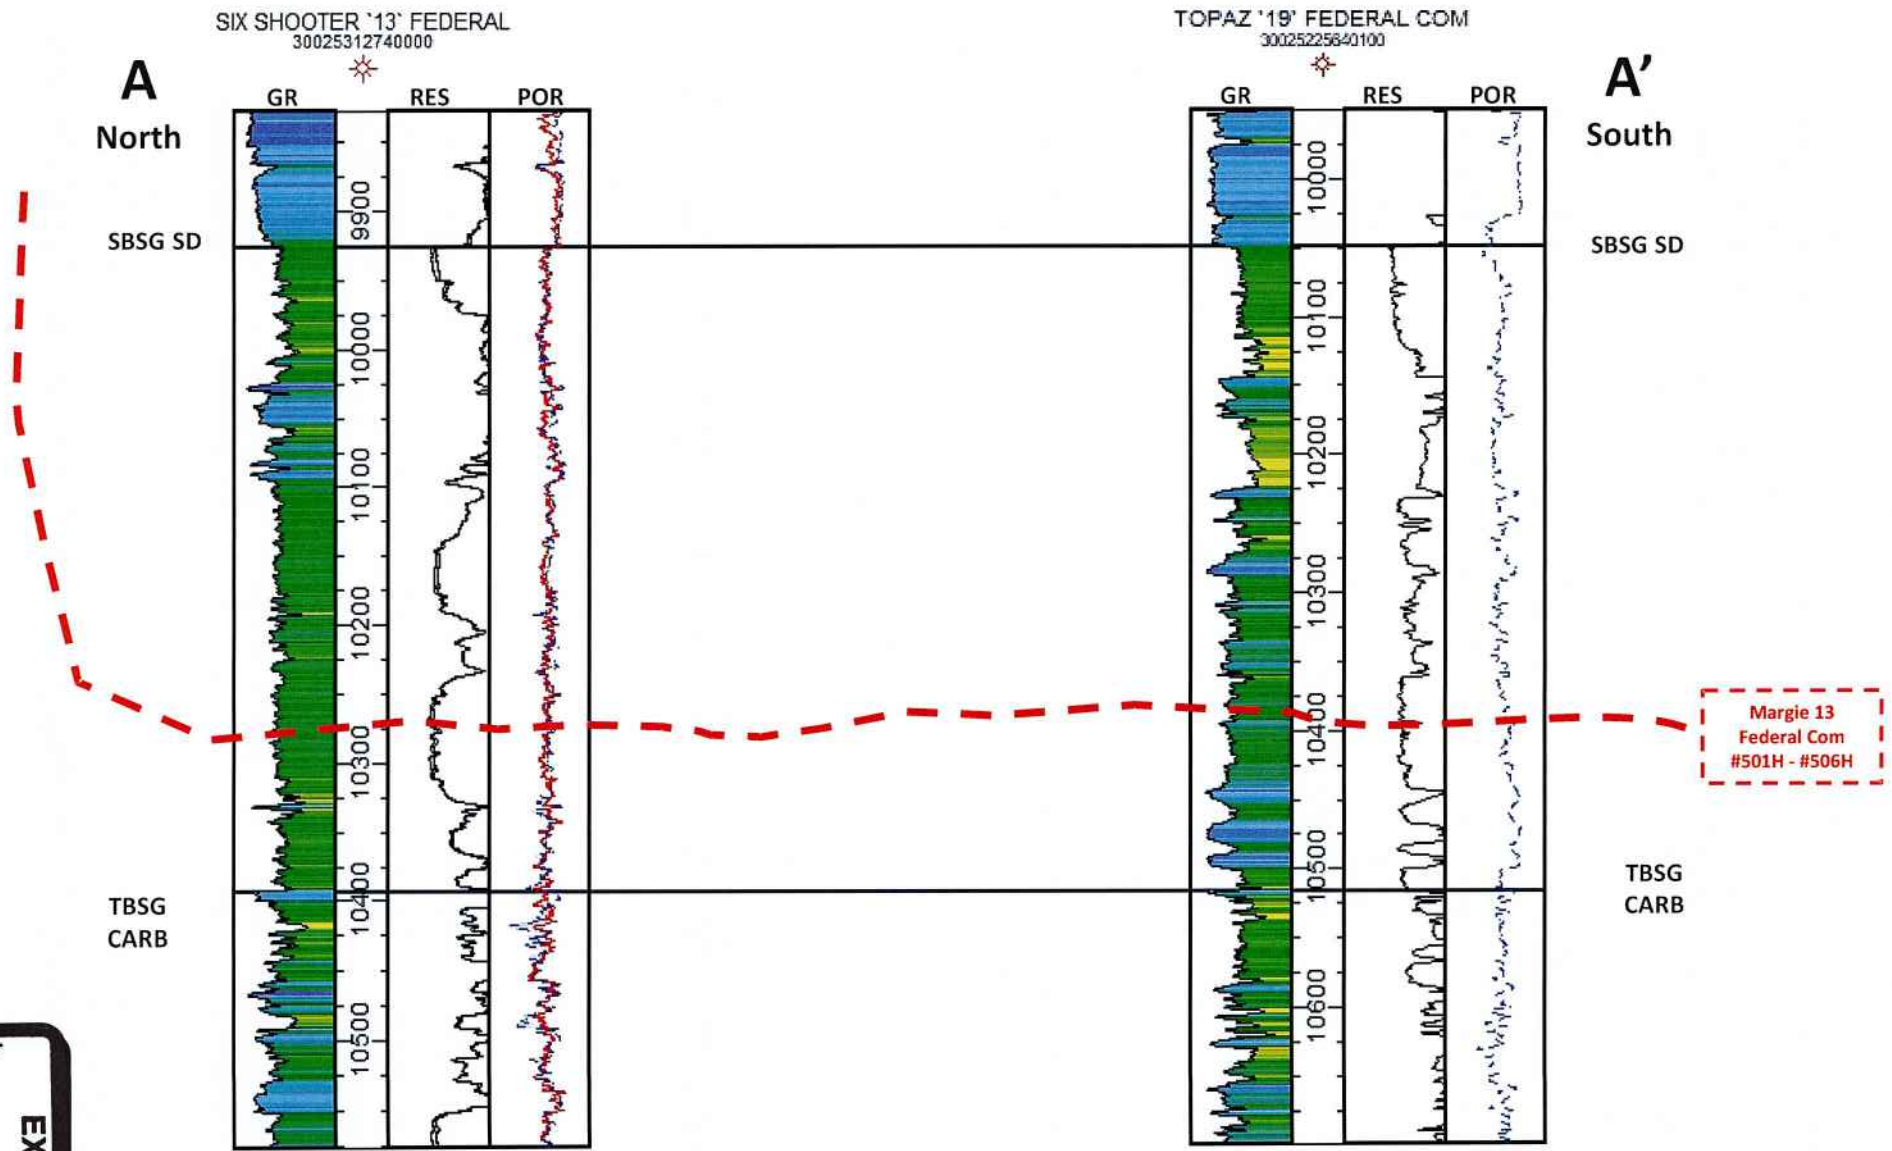 SIX SHOOTER `13` FEDERAL
30025312740000
TOPAZ `19' FEDERAL COM
30025225640100
A
North
A'
South
GR
RES
POR
GR
RES
POR
SBSG SD
SBSG SD
9900
10000
10100
10200
10300
10400
10500
10000
10100
10200
10300
10400
10500
10600
Margie 13
Federal Com
#501H - #506H
TBSG
CARB
TBSG
CARB
EX